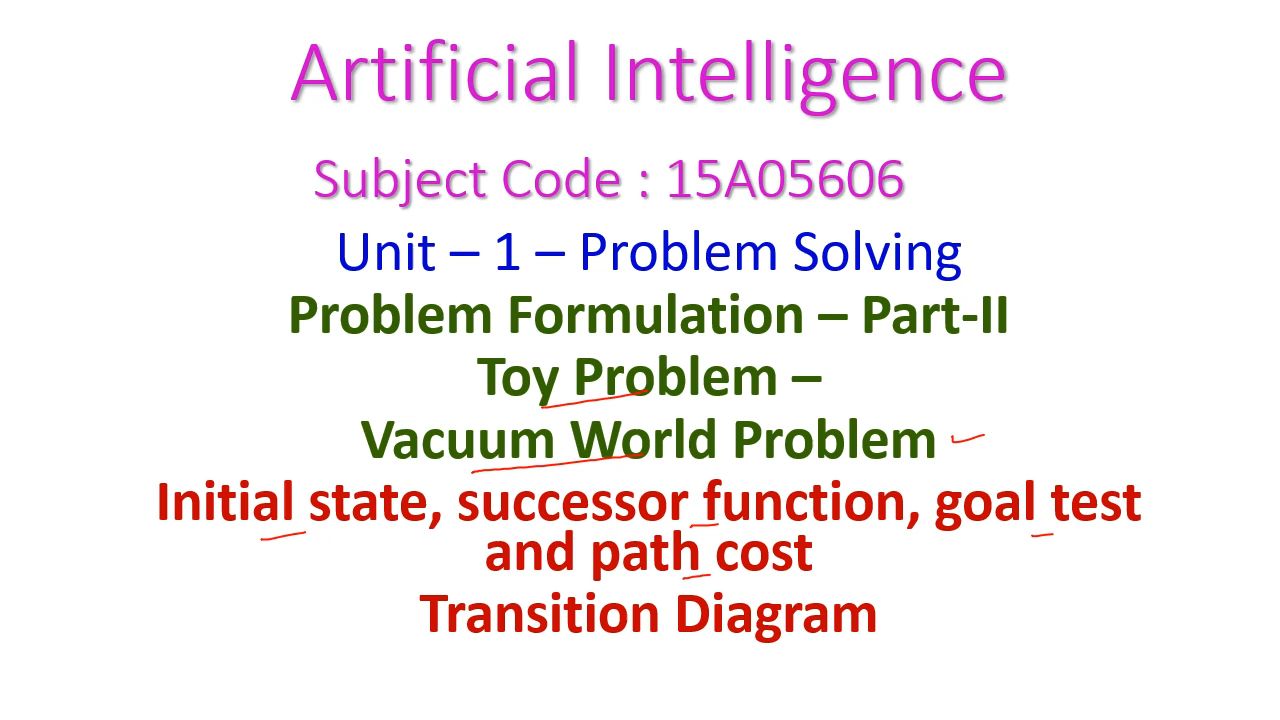 Artificial Intelligence
Subject Code : 15A05606
Unit – 1 – Problem Solving
Problem Formulation – Part-II
Toy Problem –
Vacuum World Problem
Initial state, successor function, goal test
and path cost
Transition Diagram